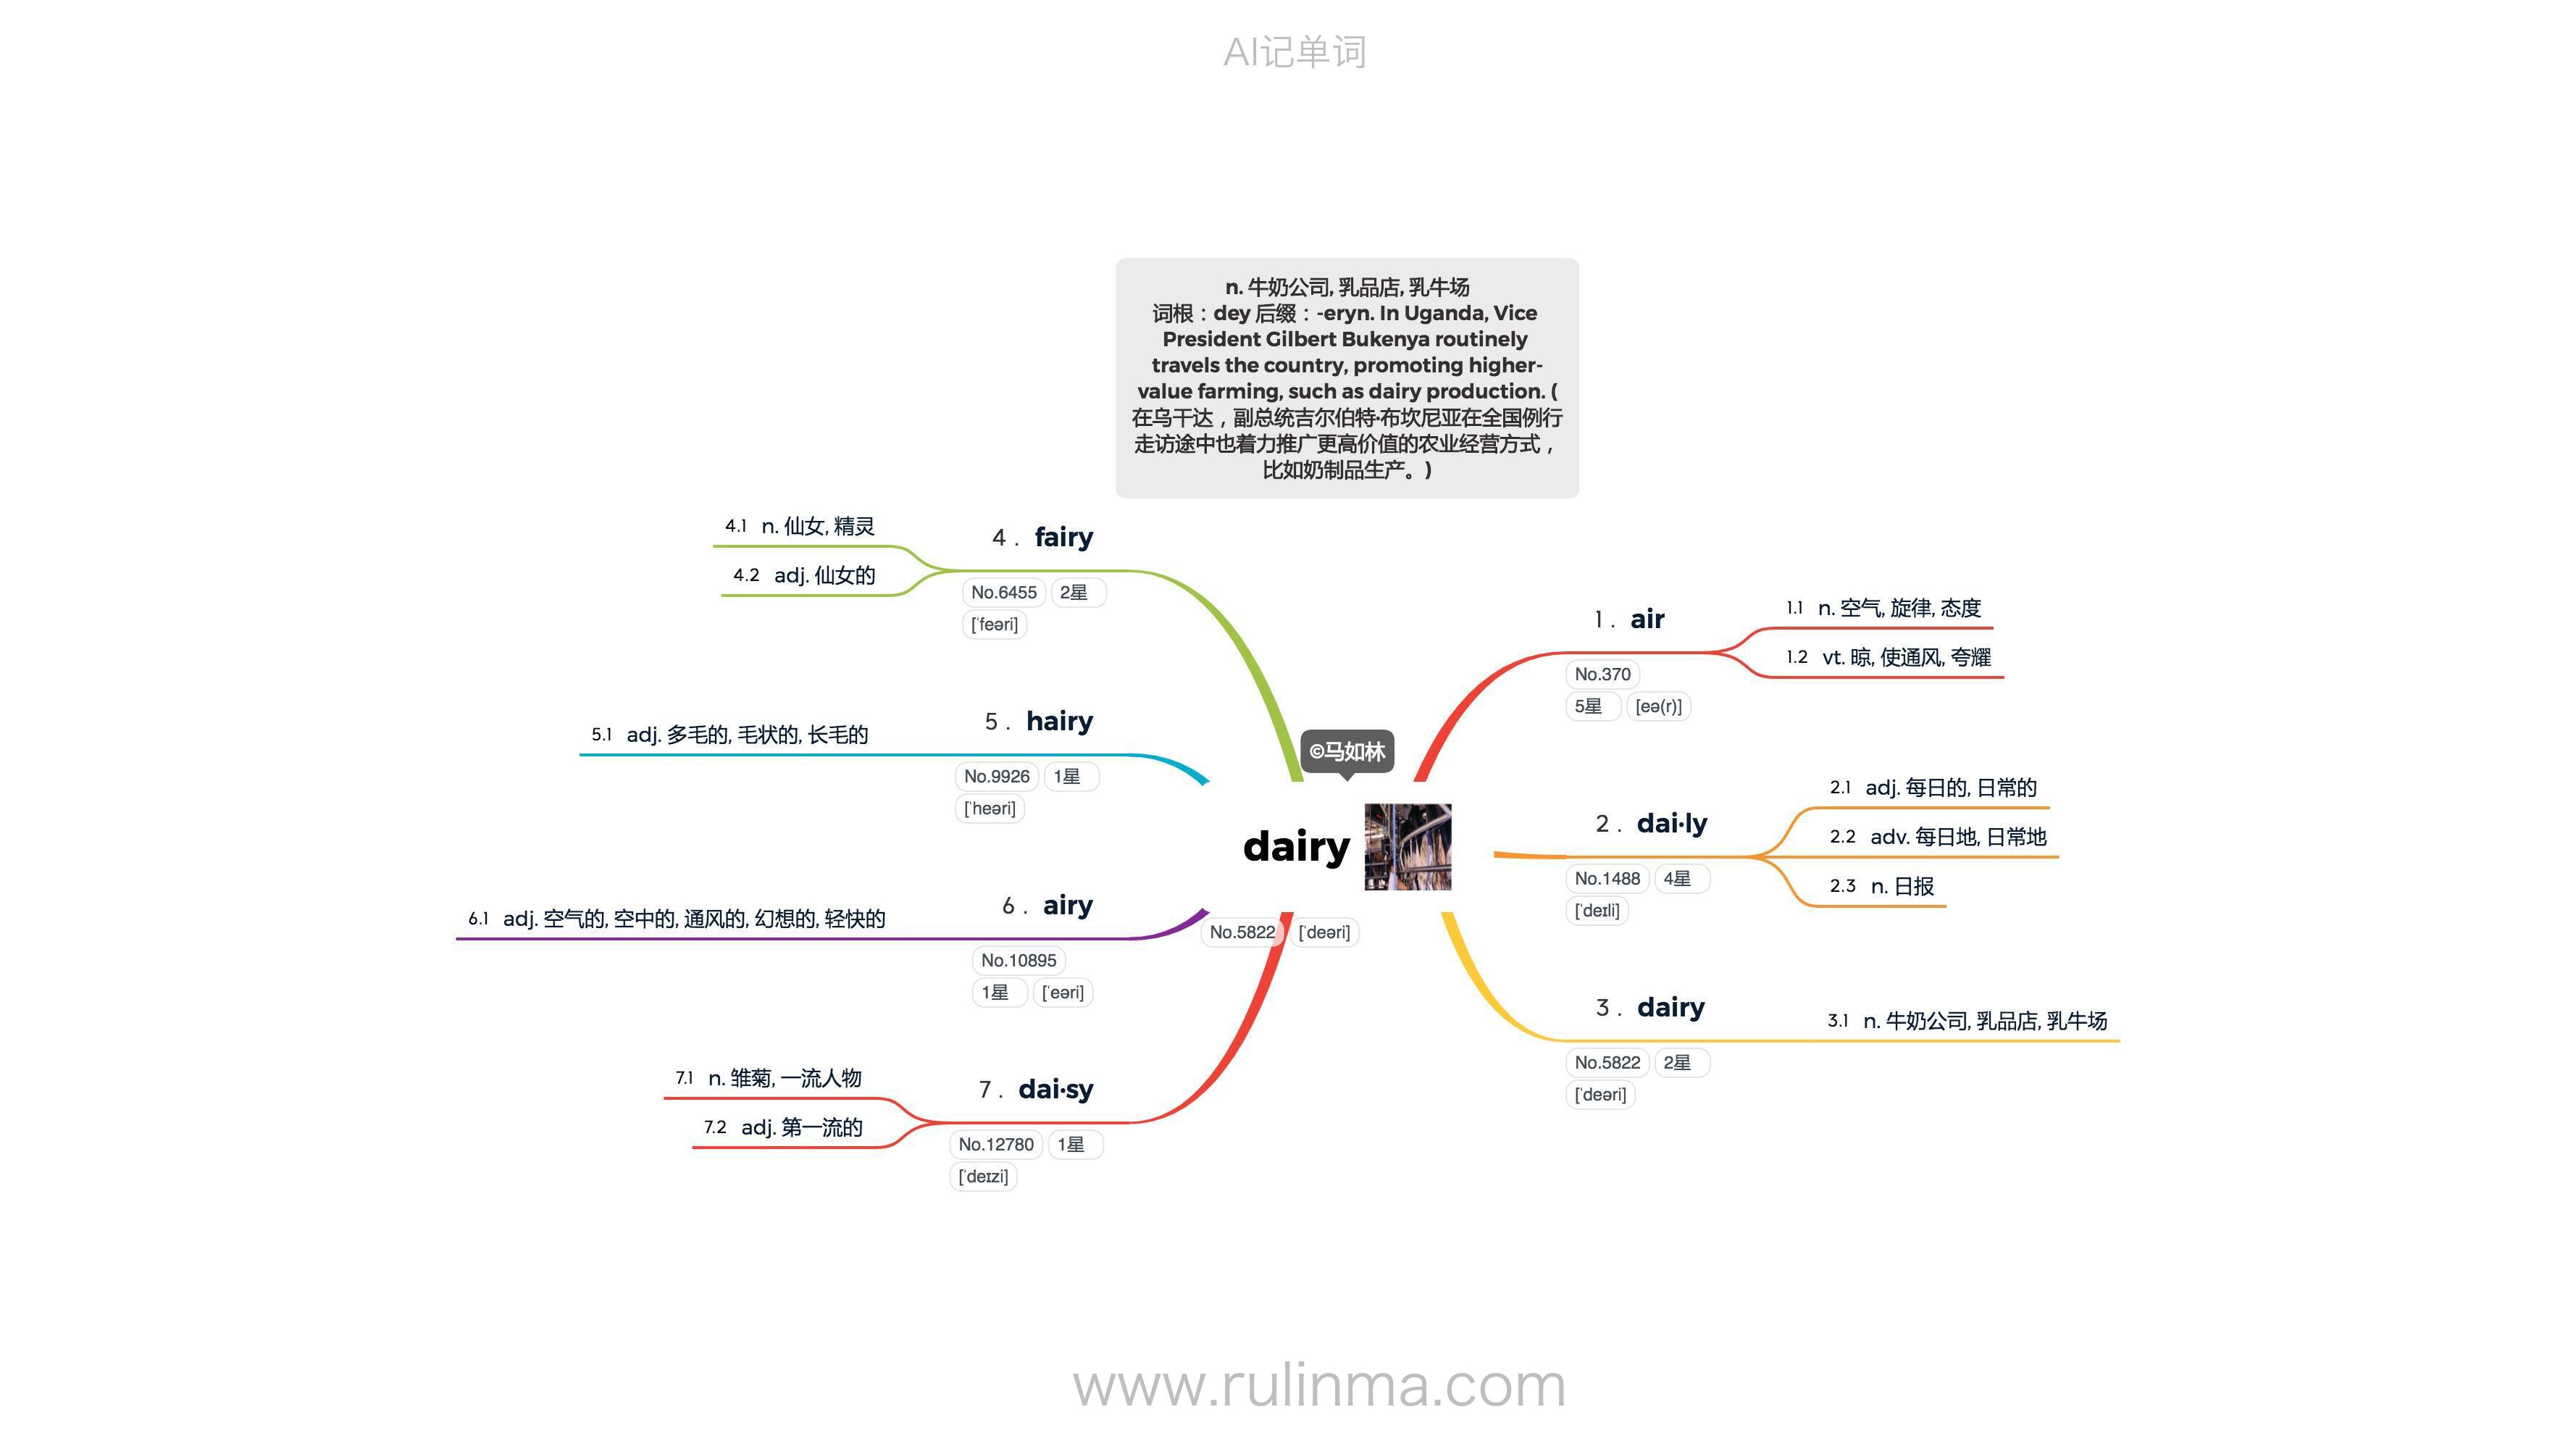 AI记单词
n. 牛奶公司, 乳品店, 乳牛场
词根：dey 后缀：-eryn. In Uganda, Vice
President Gilbert Bukenya routinely
travels the country, promoting higher-
value farming, such as dairy production. (
在乌干达，副总统吉尔伯特·布坎尼亚在全国例行
走访途中也着力推广更高价值的农业经营方式，
比如奶制品生产。)
©马如林
dairy
No.5822 [ˈdeəri]
1. air
No.370
5星 [eə(r)]
1.1 n. 空气, 旋律, 态度
1.2 vt. 晾, 使通风, 夸耀
2. dai·ly
No.1488 4星
[ˈdeɪli]
2.1 adj. 每日的, 日常的
2.2 adv. 每日地, 日常地
2.3 n. 日报
3. dairy
No.5822 2星
[ˈdeəri]
3.1 n. 牛奶公司, 乳品店, 乳牛场
4. fairy
No.6455 2星
[ˈfeəri]
4.1 n. 仙女, 精灵
4.2 adj. 仙女的
5. hairy
No.9926 1星
[ˈheəri]
5.1 adj. 多毛的, 毛状的, 长毛的
6. airy
No.10895
1星 [ˈeəri]
6.1 adj. 空气的, 空中的, 通风的, 幻想的, 轻快的
7. dai·sy
No.12780 1星
[ˈdeɪzi]
7.1 n. 雏菊, 一流人物
7.2 adj. 第一流的
www.rulinma.com